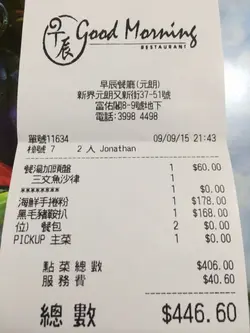 早辰
Good Morning
RESTAURANT
早辰餐廳(元朗)
新界元朗又新街37-51號
富佑閣8-9號地下
電話:3998 4498
單號11634 09/09/15 21:43
檯號 7 2 人 Jonathan
餐湯加頭盤 1 $60.00
三文魚沙律 1
******** 1 $0.00
海鮮手捲粉 1 $178.00
黑毛豬鞍扒 1 $168.00
位) 餐包 2 $0.00
PICKUP 主菜 1 $0.00
點菜總數 $406.00
服務費 $40.60
總數 $446.60